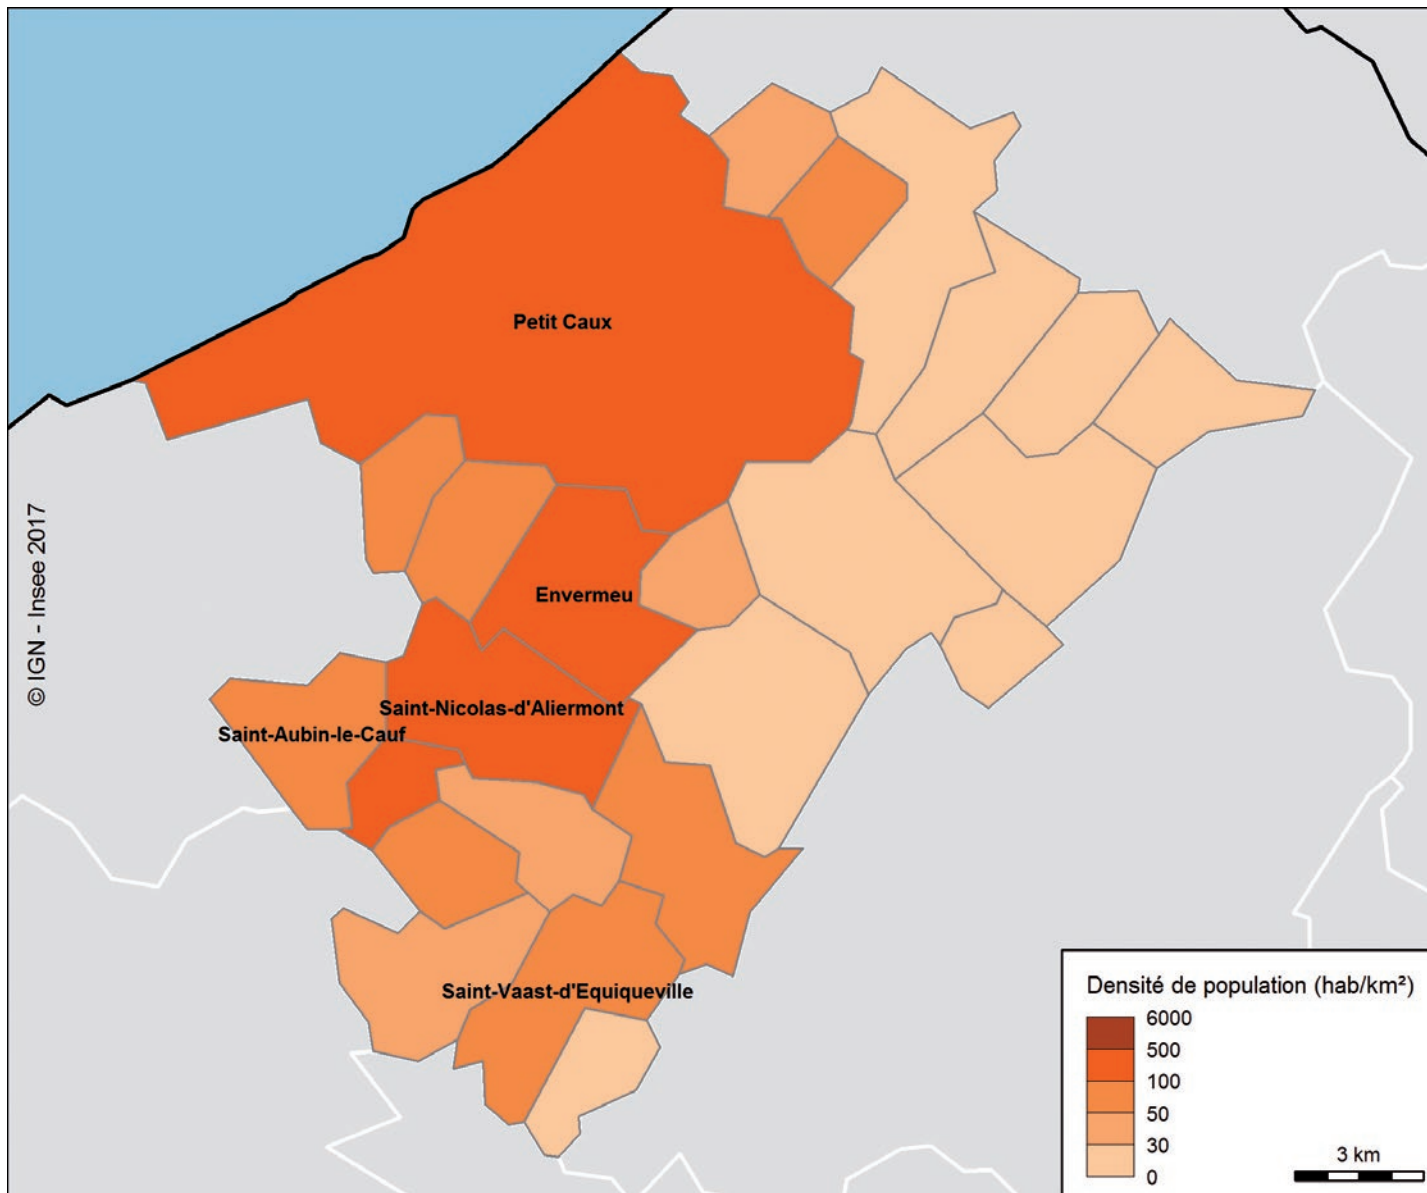 Petit Caux
Envermeu
Saint-Nicolas-d'Aliermont
Saint-Aubin-le-Cauf
Saint-Vaast-d'Equiqueville
© IGN - Insee 2017
Densité de population (hab/km²)
6000
500
100
50
30
0
3 km